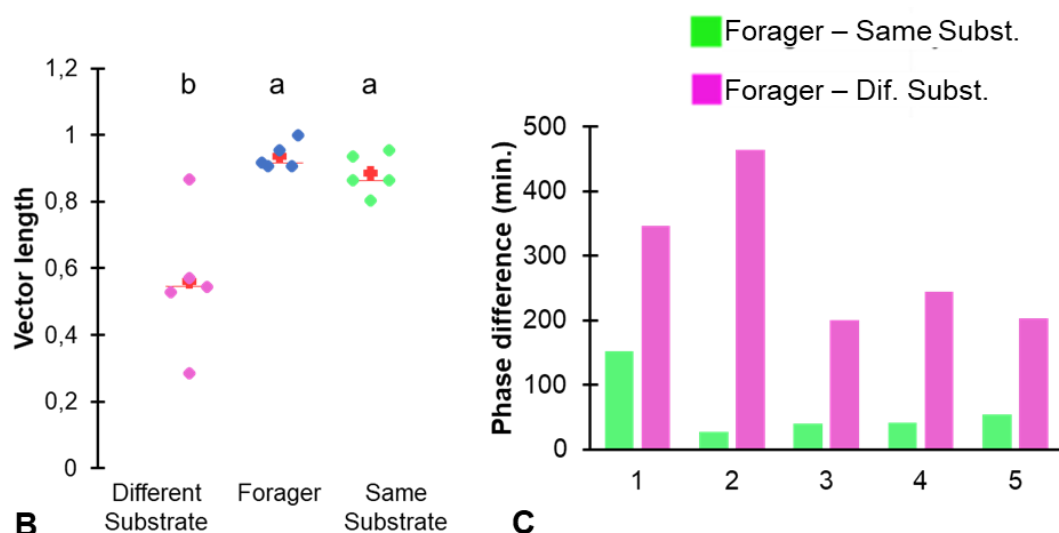 1,2
1
0,8
0,6
0,4
0,2
0
Vector length
b a a
Different Substrate
Forager
Same Substrate
B
Forager – Same Subst.
Forager – Dif. Subst.
500
400
300
200
100
0
Phase difference (min.)
1 2 3 4 5
C